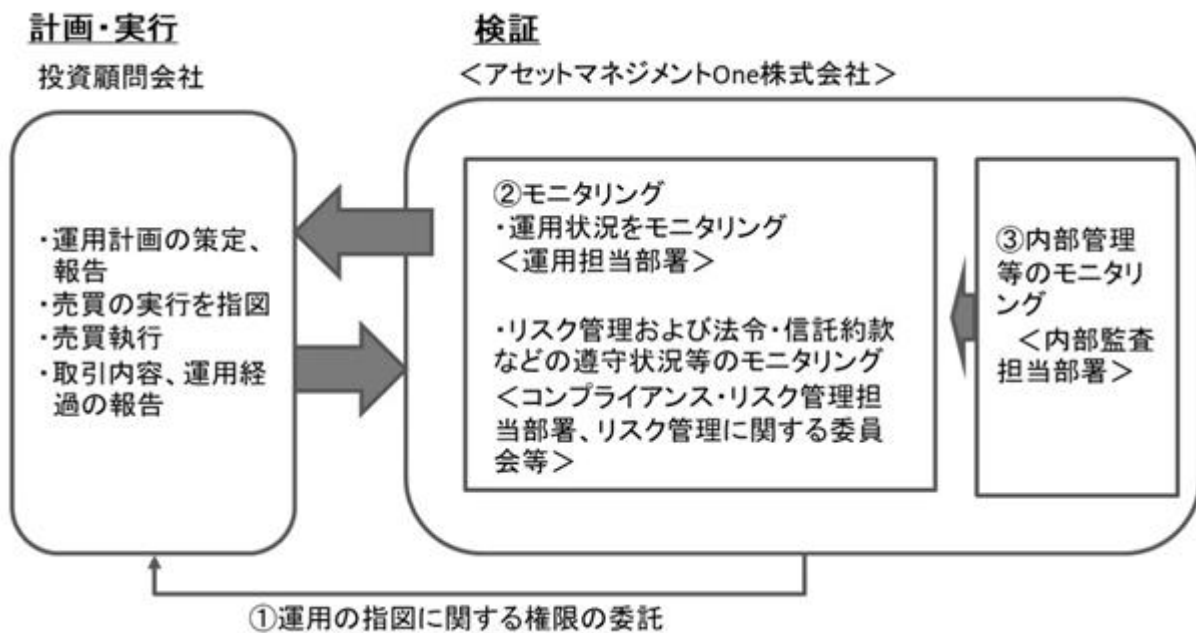 計画・実行
投資顧問会社
・運用計画の策定、
報告
・売買の実行を指図
・売買執行
・取引内容、運用経
過の報告
検証
＜アセットマネジメントOne株式会社＞
②モニタリング
・運用状況をモニタリング
＜運用担当部署＞
・リスク管理および法令・信託約款
などの遵守状況等のモニタリング
＜コンプライアンス・リスク管理担
当部署、リスク管理に関する委員
会等＞
③内部管理
等のモニタリ
ング
＜内部監査
担当部署＞
①運用の指図に関する権限の委託